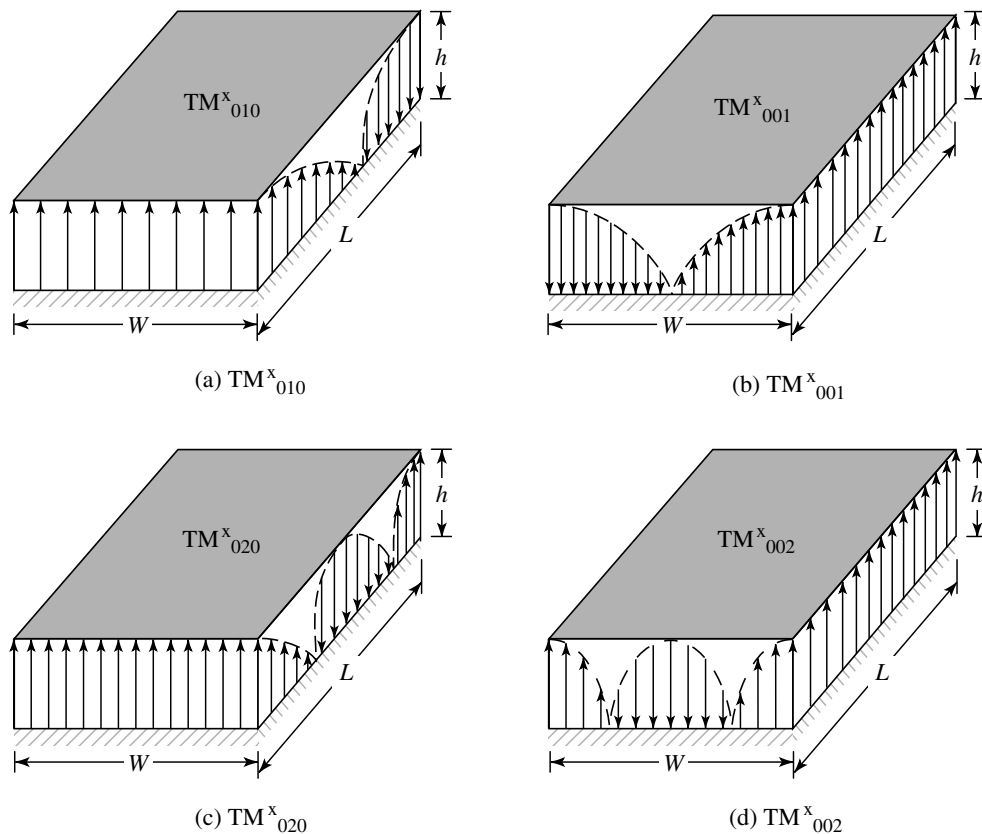 TMˣ₀₁₀
h
L
W
(a) TMˣ₀₁₀
TMˣ₀₀₁
h
L
W
(b) TMˣ₀₀₁
TMˣ₀₂₀
h
L
W
(c) TMˣ₀₂₀
TMˣ₀₀₂
h
L
W
(d) TMˣ₀₀₂